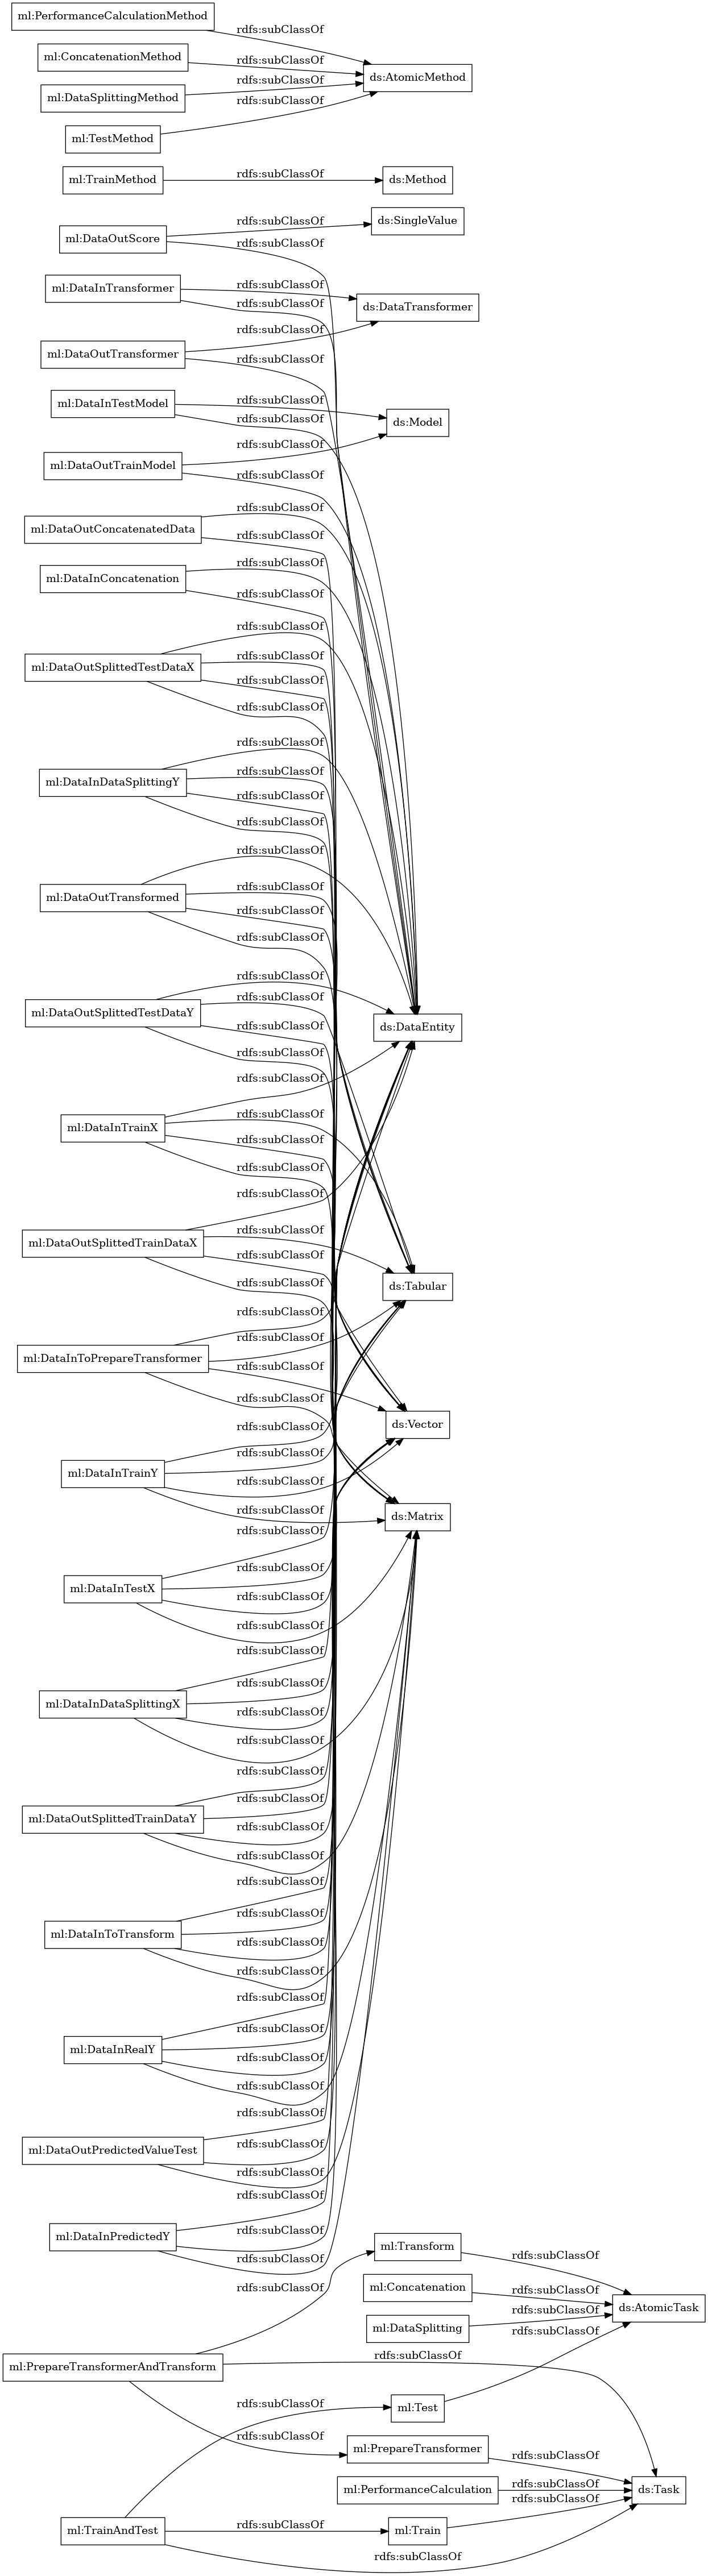 ml:PerformanceCalculationMethod
rdfs:subClassOf
ml:ConcatenationMethod
rdfs:subClassOf
ds:AtomicMethod
rdfs:subClassOf
ml:DataSplittingMethod
rdfs:subClassOf
ml:TestMethod
ml:TrainMethod
rdfs:subClassOf
ds:Method
rdfs:subClassOf
ds:SingleValue
ml:DataOutScore
rdfs:subClassOf
ml:DataInTransformer
rdfs:subClassOf
rdfs:subClassOf
ds:DataTransformer
rdfs:subClassOf
ml:DataOutTransformer
rdfs:subClassOf
ml:DataInTestModel
rdfs:subClassOf
rdfs:subClassOf
ds:Model
rdfs:subClassOf
ml:DataOutTrainModel
rdfs:subClassOf
rdfs:subClassOf
ml:DataOutConcatenatedData
rdfs:subClassOf
rdfs:subClassOf
ml:DataInConcatenation
rdfs:subClassOf
rdfs:subClassOf
rdfs:subClassOf
ml:DataOutSplittedTestDataX
rdfs:subClassOf
rdfs:subClassOf
rdfs:subClassOf
rdfs:subClassOf
ml:DataInDataSplittingY
rdfs:subClassOf
rdfs:subClassOf
rdfs:subClassOf
rdfs:subClassOf
ml:DataOutTransformed
rdfs:subClassOf
rdfs:subClassOf
rdfs:subClassOf
rdfs:subClassOf
ml:DataOutSplittedTestDataY
ds:DataEntity
rdfs:subClassOf
rdfs:subClassOf
rdfs:subClassOf
ml:DataInTrainX
rdfs:subClassOf
rdfs:subClassOf
rdfs:subClassOf
rdfs:subClassOf
ml:DataOutSplittedTrainDataX
rdfs:subClassOf
rdfs:subClassOf
ds:Tabular
rdfs:subClassOf
rdfs:subClassOf
ml:DataInToPrepareTransformer
rdfs:subClassOf
rdfs:subClassOf
ds:Vector
rdfs:subClassOf
rdfs:subClassOf
ml:DataInTrainY
rdfs:subClassOf
rdfs:subClassOf
ds:Matrix
rdfs:subClassOf
rdfs:subClassOf
ml:DataInTestX
rdfs:subClassOf
rdfs:subClassOf
rdfs:subClassOf
rdfs:subClassOf
ml:DataInDataSplittingX
rdfs:subClassOf
rdfs:subClassOf
rdfs:subClassOf
rdfs:subClassOf
ml:DataOutSplittedTrainDataY
rdfs:subClassOf
rdfs:subClassOf
rdfs:subClassOf
rdfs:subClassOf
ml:DataInToTransform
rdfs:subClassOf
rdfs:subClassOf
rdfs:subClassOf
rdfs:subClassOf
ml:DataInRealY
rdfs:subClassOf
rdfs:subClassOf
rdfs:subClassOf
rdfs:subClassOf
ml:DataOutPredictedValueTest
rdfs:subClassOf
rdfs:subClassOf
ml:DataInPredictedY
rdfs:subClassOf
ml:Transform
rdfs:subClassOf
rdfs:subClassOf
rdfs:subClassOf
ml:Concatenation
rdfs:subClassOf
ds:AtomicTask
rdfs:subClassOf
ml:DataSplitting
rdfs:subClassOf
rdfs:subClassOf
ml:PrepareTransformerAndTransform
rdfs:subClassOf
ml:Test
rdfs:subClassOf
ml:PrepareTransformer
rdfs:subClassOf
rdfs:subClassOf
ml:PerformanceCalculation
ds:Task
rdfs:subClassOf
ml:TrainAndTest
rdfs:subClassOf
ml:Train
rdfs:subClassOf